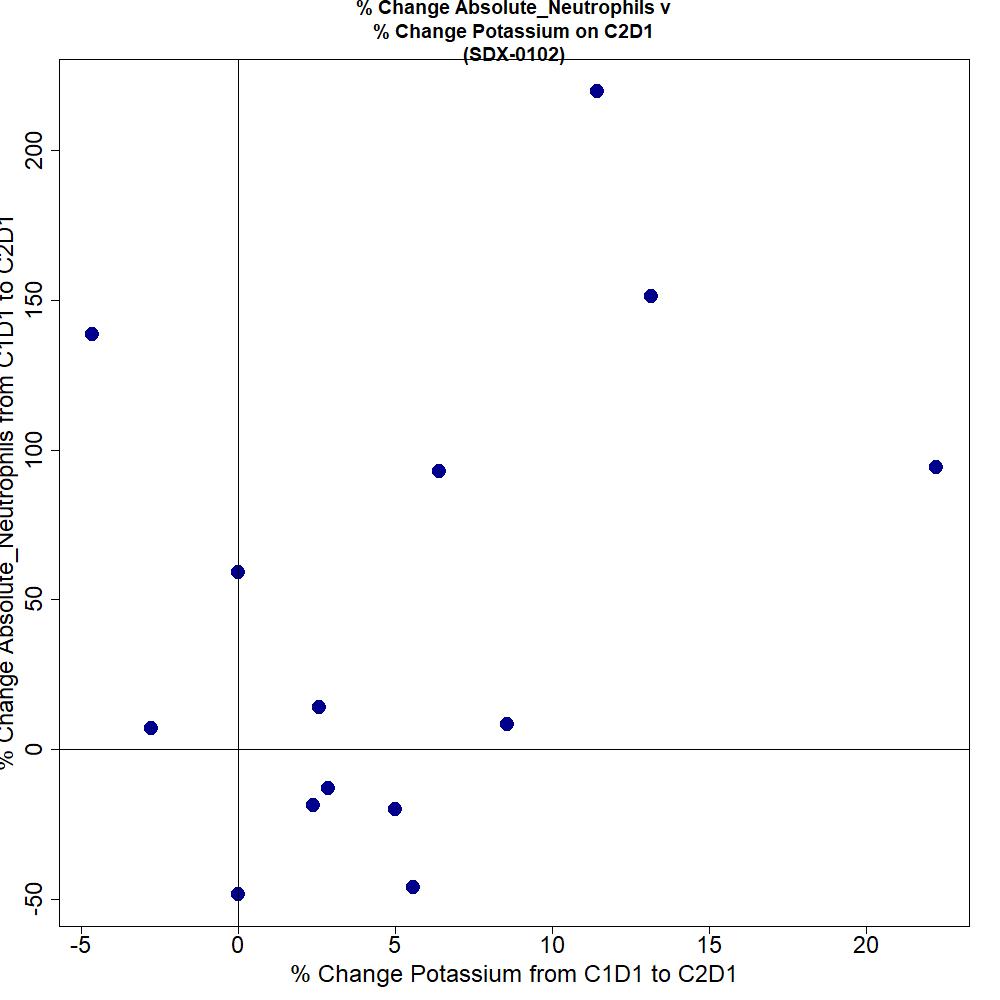 % Change Absolute_Neutrophils v
% Change Potassium on C2D1
(SDX-0102)
% Change Absolute_Neutrophils from C1D1 to C2D1
200
150
100
50
0
-50
-5 0 5 10 15 20
% Change Potassium from C1D1 to C2D1